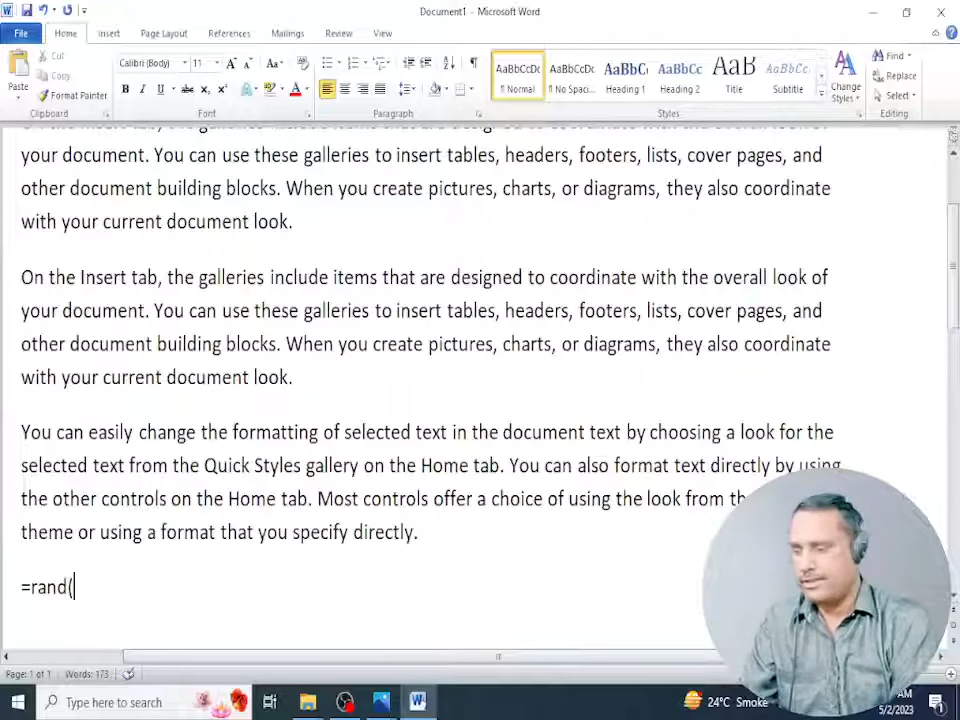 Document1 - Microsoft Word
File Home Insert Page Layout References Mailings Review View
Paste Cut Copy Format Painter Clipboard
Calibri (Body) 11 Font
Paragraph
AaBbCcDc AaBbCcDc AaBbC AaBbCc AaB AaBbCc
¶ Normal ¶ No Spaci... Heading 1 Heading 2 Title Subtitle Change Styles Styles
Find Replace Select Editing
your document. You can use these galleries to insert tables, headers, footers, lists, cover pages, and
other document building blocks. When you create pictures, charts, or diagrams, they also coordinate
with your current document look.
On the Insert tab, the galleries include items that are designed to coordinate with the overall look of
your document. You can use these galleries to insert tables, headers, footers, lists, cover pages, and
other document building blocks. When you create pictures, charts, or diagrams, they also coordinate
with your current document look.
You can easily change the formatting of selected text in the document text by choosing a look for the
selected text from the Quick Styles gallery on the Home tab. You can also format text directly by using
the other controls on the Home tab. Most controls offer a choice of using the look from
theme or using a format that you specify directly.
=rand(
Page: 1 of 1 Words: 173
Type here to search 24°C Smoke AM
5/2/2023